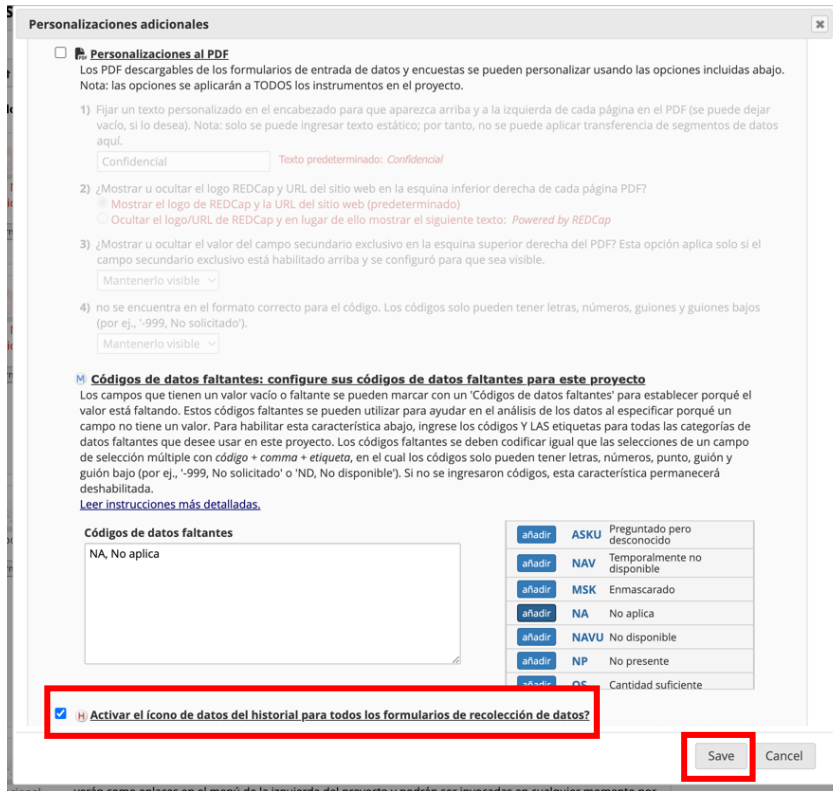 Personalizaciones adicionales
Personalizaciones al PDF
Los PDF descargables de los formularios de entrada de datos y encuestas se pueden personalizar usando las opciones incluidas abajo.
Nota: las opciones se aplicarán a TODOS los instrumentos en el proyecto.
1) Fijar un texto personalizado en el encabezado para que aparezca arriba y a la izquierda de cada página en el PDF (se puede dejar
vacío, si lo desea). Nota: solo se puede ingresar texto estático; por tanto, no se puede aplicar transferencia de segmentos de datos
aquí.
Confidencial Texto predeterminado: Confidencial
2) ¿Mostrar u ocultar el logo REDCap y URL del sitio web en la esquina inferior derecha de cada página PDF?
Mostrar el logo de REDCap y la URL del sitio web (predeterminado)
Ocultar el logo/URL de REDCap y en lugar de ello mostrar el siguiente texto: Powered by REDCap
3) ¿Mostrar u ocultar el valor del campo secundario exclusivo en la esquina superior derecha del PDF? Esta opción aplica solo si el
campo secundario exclusivo está habilitado arriba y se configuró para que sea visible.
Mantenerlo visible
4) no se encuentra en el formato correcto para el código. Los códigos solo pueden tener letras, números, guiones y guiones bajos
(por ej., '-999, No solicitado').
Mantenerlo visible
M Códigos de datos faltantes: configure sus códigos de datos faltantes para este proyecto
Los campos que tienen un valor vacío o faltante se pueden marcar con un 'Códigos de datos faltantes' para establecer porqué el
valor está faltando. Estos códigos faltantes se pueden utilizar para ayudar en el análisis de los datos al especificar porqué un
campo no tiene un valor. Para habilitar esta característica abajo, ingrese los códigos Y LAS etiquetas para todas las categorías de
datos faltantes que desee usar en este proyecto. Los códigos faltantes se deben codificar igual que las selecciones de un campo
de selección múltiple con código + comma + etiqueta, en el cual los códigos solo pueden tener letras, números, punto, guión y
guión bajo (por ej., '-999, No solicitado' o 'ND, No disponible'). Si no se ingresaron códigos, esta característica permanecerá
deshabilitada.
Leer instrucciones más detalladas.
Códigos de datos faltantes
NA, No aplica
añadir ASKU Preguntado pero
desconocido
añadir NAV Temporalmente no
disponible
añadir MSK Enmascarado
añadir NA No aplica
añadir NAVU No disponible
añadir NP No presente
añadir QS Cantidad suficiente
H Activar el ícono de datos del historial para todos los formularios de recolección de datos?
Save Cancel